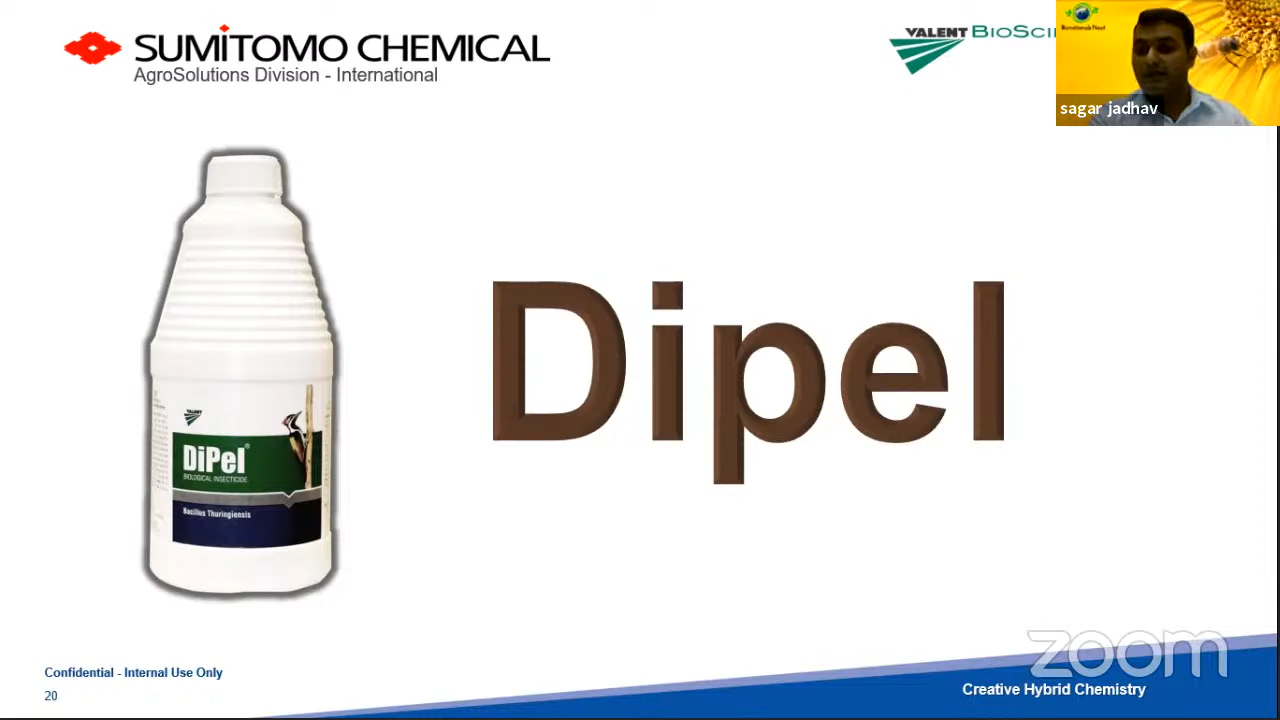 SUMITOMO CHEMICAL
AgroSolutions Division - International
VALENT BIOSCI
sagar jadhav
Dipel
VALENT
DiPel®
BIOLOGICAL INSECTICIDE
Bacillus Thuringiensis
Confidential - Internal Use Only
20
zoom
Creative Hybrid Chemistry